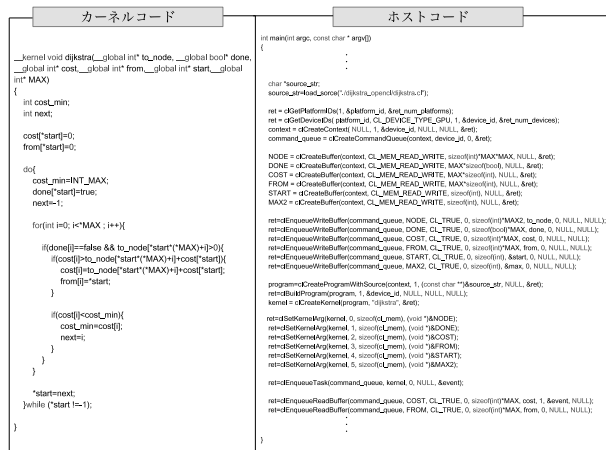 カーネルコード
__kernel void dijkstra(__global int* to_node, __global bool* done,
__global int* cost,__global int* from,__global int* start,__global
int* MAX)
{
int cost_min;
int next;
cost[*start]=0;
from[*start]=0;
do{
cost_min=INT_MAX;
done[*start]=true;
next=-1;
for(int i=0; i<*MAX ; i++){
if(done[i]==false && to_node[*start*(*MAX)+i]>0){
if(cost[i]>to_node[*start*(*MAX)+i]+cost[*start]){
cost[i]=to_node[*start*(*MAX)+i]+cost[*start];
from[i]=*start;
}
if(cost[i]<cost_min){
cost_min=cost[i];
next=i;
}
}
}
*start=next;
}while (*start !=-1);
}
ホストコード
int main(int argc, const char * argv[])
{
.
.
.
char *source_str;
source_str=load_sorce("./dijkstra_opencl/dijkstra.cl");
ret = clGetPlatformIDs(1, &platform_id, &ret_num_platforms);
ret = clGetDeviceIDs( platform_id, CL_DEVICE_TYPE_GPU, 1, &device_id, &ret_num_devices);
context = clCreateContext( NULL, 1, &device_id, NULL, NULL, &ret);
command_queue = clCreateCommandQueue(context, device_id, 0, &ret);
NODE = clCreateBuffer(context, CL_MEM_READ_WRITE, sizeof(int)*MAX*MAX, NULL, &ret);
DONE = clCreateBuffer(context, CL_MEM_READ_WRITE, MAX*sizeof(bool), NULL, &ret);
COST = clCreateBuffer(context, CL_MEM_READ_WRITE, MAX*sizeof(int), NULL, &ret);
FROM = clCreateBuffer(context, CL_MEM_READ_WRITE, MAX*sizeof(int), NULL, &ret);
START = clCreateBuffer(context, CL_MEM_READ_WRITE, sizeof(int), NULL, &ret);
MAX2 = clCreateBuffer(context, CL_MEM_READ_WRITE, sizeof(int), NULL, &ret);
ret=clEnqueueWriteBuffer(command_queue, NODE, CL_TRUE, 0, sizeof(int)*MAX2, to_node, 0, NULL, NULL);
ret=clEnqueueWriteBuffer(command_queue, DONE, CL_TRUE, 0, sizeof(bool)*MAX, done, 0, NULL, NULL);
ret=clEnqueueWriteBuffer(command_queue, COST, CL_TRUE, 0, sizeof(int)*MAX, cost, 0, NULL, NULL);
ret=clEnqueueWriteBuffer(command_queue, FROM, CL_TRUE, 0, sizeof(int)*MAX, from, 0, NULL, NULL);
ret=clEnqueueWriteBuffer(command_queue, START, CL_TRUE, 0, sizeof(int), &start, 0, NULL, NULL);
ret=clEnqueueWriteBuffer(command_queue, MAX2, CL_TRUE, 0, sizeof(int), &max, 0, NULL, NULL);
program=clCreateProgramWithSource(context, 1, (const char **)&source_str, NULL, &ret);
ret=clBuildProgram(program, 1, &device_id, NULL, NULL, NULL);
kernel = clCreateKernel(program, "dijkstra", &ret);
ret=clSetKernelArg(kernel, 0, sizeof(cl_mem), (void *)&NODE);
ret=clSetKernelArg(kernel, 1, sizeof(cl_mem), (void *)&DONE);
ret=clSetKernelArg(kernel, 2, sizeof(cl_mem), (void *)&COST);
ret=clSetKernelArg(kernel, 3, sizeof(cl_mem), (void *)&FROM);
ret=clSetKernelArg(kernel, 4, sizeof(cl_mem), (void *)&START);
ret=clSetKernelArg(kernel, 5, sizeof(cl_mem), (void *)&MAX2);
ret=clEnqueueTask(command_queue, kernel, 0, NULL, &event);
ret=clEnqueueReadBuffer(command_queue, COST, CL_TRUE, 0, sizeof(int)*MAX, cost, 1, &event, NULL);
ret=clEnqueueReadBuffer(command_queue, FROM, CL_TRUE, 0, sizeof(int)*MAX, from, 0, NULL, NULL);
.
.
.
}